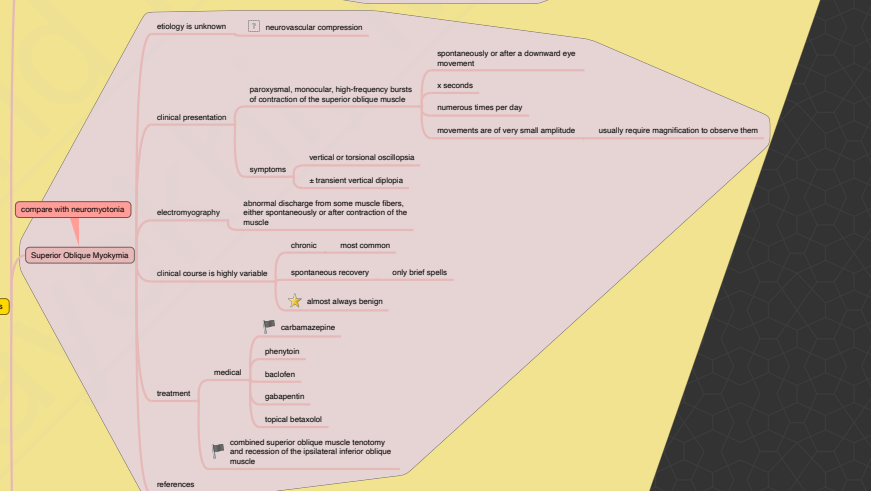 etiology is unknown
? neurovascular compression
spontaneously or after a downward eye
movement
x seconds
paroxysmal, monocular, high-frequency bursts
of contraction of the superior oblique muscle
numerous times per day
clinical presentation
movements are of very small amplitude
usually require magnification to observe them
vertical or torsional oscillopsia
symptoms
± transient vertical diplopia
compare with neuromyotonia
electromyography
abnormal discharge from some muscle fibers,
either spontaneously or after contraction of the
muscle
Superior Oblique Myokymia
chronic
most common
clinical course is highly variable
spontaneous recovery
only brief spells
almost always benign
s
carbamazepine
phenytoin
medical
baclofen
treatment
gabapentin
topical betaxolol
combined superior oblique muscle tenotomy
and recession of the ipsilateral inferior oblique
muscle
references